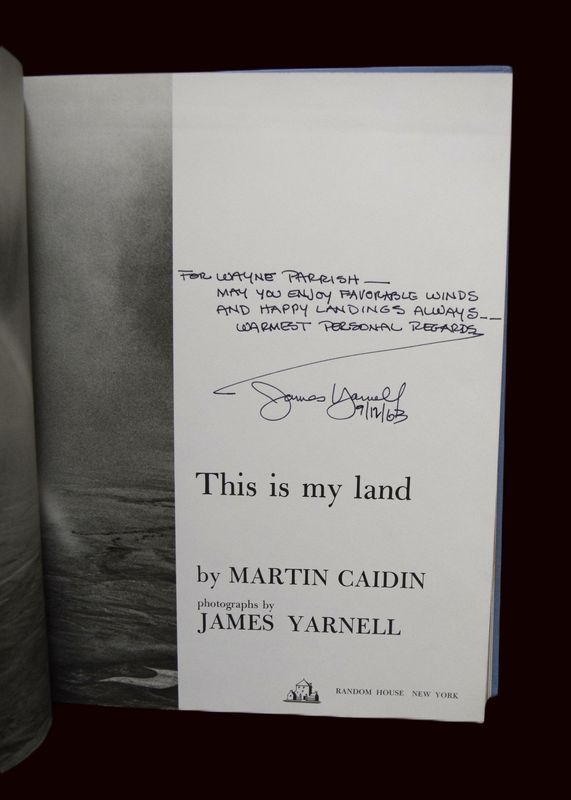 FOR WAYNE PARRISH —
MAY YOU ENJOY FAVORABLE WINDS
AND HAPPY LANDINGS ALWAYS — —
WARMEST PERSONAL REGARDS
James Yarnell
9/12/63
This is my land
by MARTIN CAIDIN
photographs by
JAMES YARNELL
RANDOM HOUSE NEW YORK